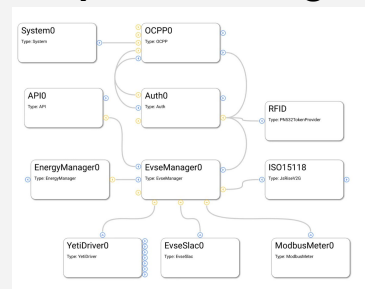 System0
Type: System
OCPP0
Type: OCPP
API0
Type: API
Auth0
Type: Auth
RFID
Type: PN532TokenProvider
EnergyManager0
Type: EnergyManager
EvseManager0
Type: EvseManager
ISO15118
Type: JsRiseV2G
YetiDriver0
Type: YetiDriver
EvseSlac0
Type: EvseSlac
ModbusMeter0
Type: ModbusMeter